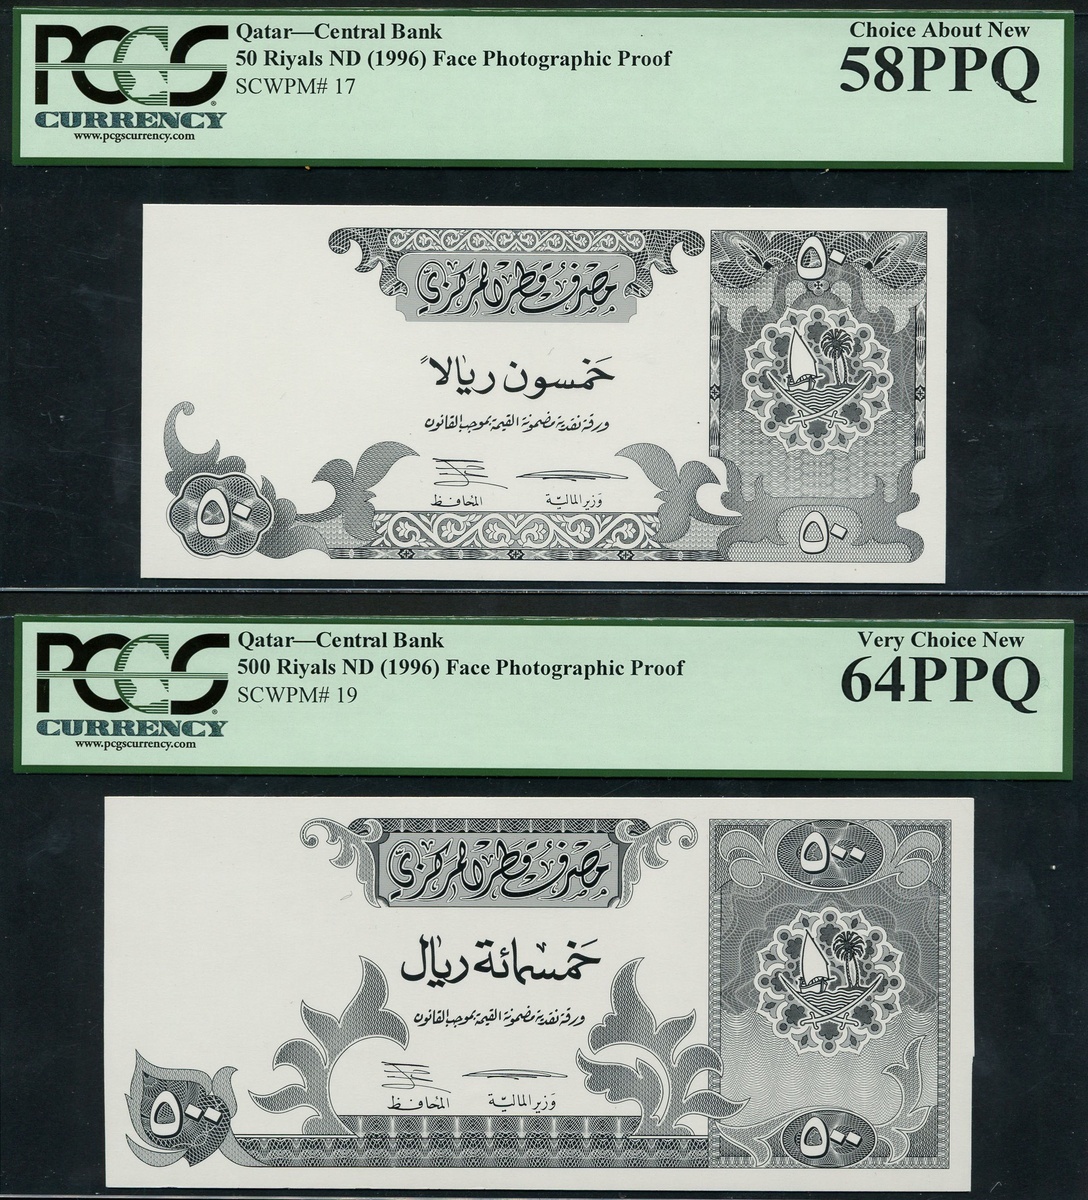 PCGS
CURRENCY
www.pcgscurrency.com
Qatar—Central Bank
50 Riyals ND (1996) Face Photographic Proof
SCWPM# 17
Choice About New
58PPQ
مصرف قطر المركزي
خمسون ريالاً
ورقة نقدية مضمونة القيمة بموجب القانون
وزير المالية
المحافظ
٥٠
٥٠
٥٠
PCGS
CURRENCY
www.pcgscurrency.com
Qatar—Central Bank
500 Riyals ND (1996) Face Photographic Proof
SCWPM# 19
Very Choice New
64PPQ
مصرف قطر المركزي
خمسمائة ريال
ورقة نقدية مضمونة القيمة بموجب القانون
وزير المالية
المحافظ
٥٠٠
٥٠٠
٥٠٠